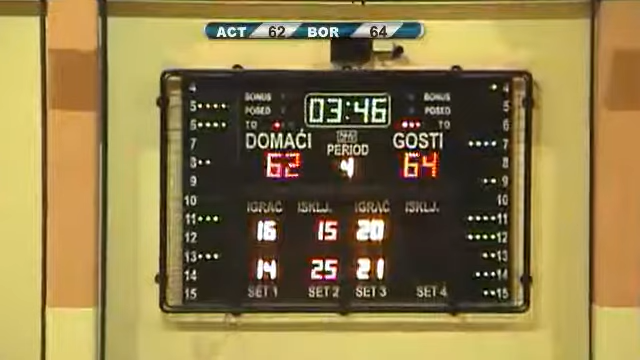 ACT 62 BOR 64
4 4
5 BONUS BONUS 5
POSED 03:46 POSED
6 TO TO 6
7 DOMAĆI PERIOD GOSTI 7
8 62 4 64 8
9 9
10 10
IGRAČ ISKLJ. IGRAČ ISKLJ.
11 11
12 16 15 20 12
13 13
14 14 25 21 14
15 SET 1 SET 2 SET 3 SET 4 15